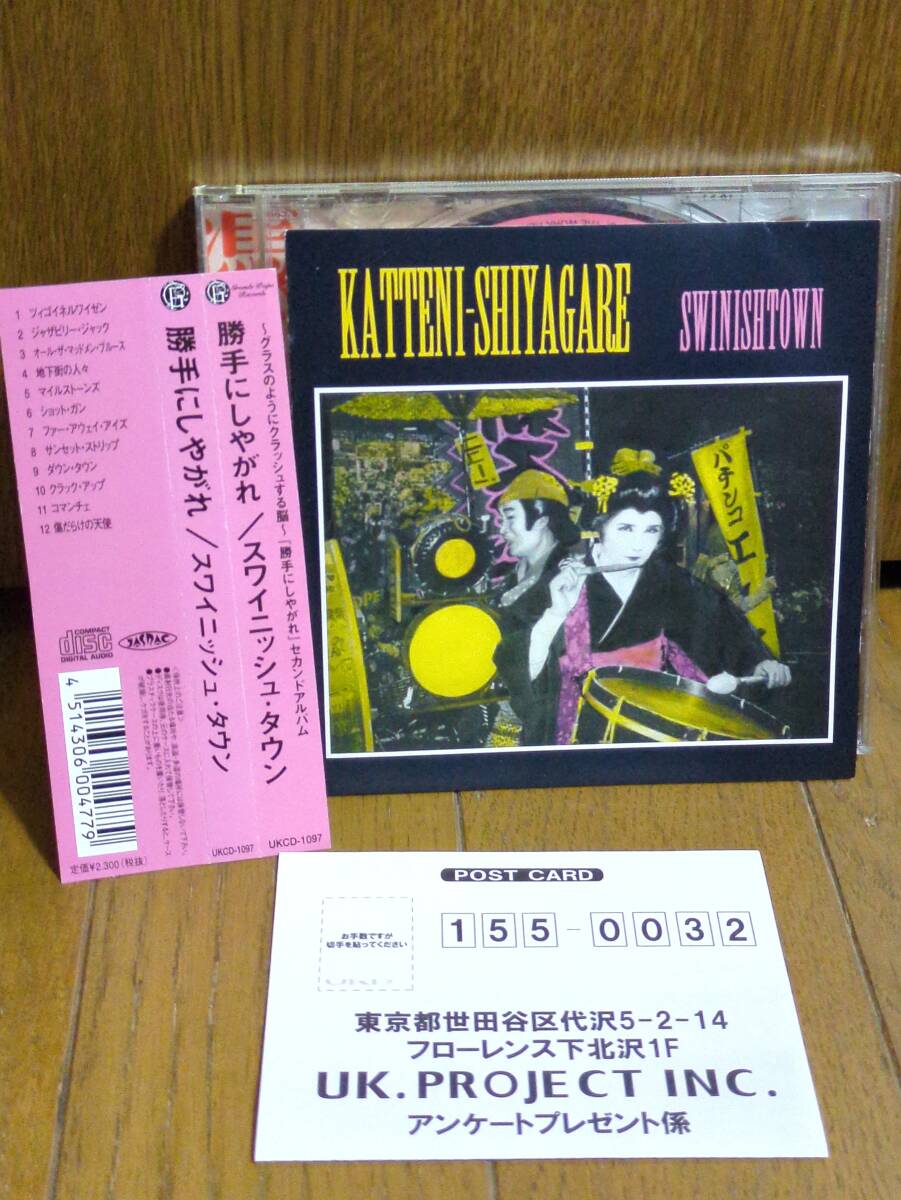 KATTENI-SHIYAGARE
SWINISHTOWN
パチンコ
エ
1 ツィゴイネルワイゼン
2 ジャザビリー・ジャック
3 オール・ザ・マッドメン・ブルース
4 地下街の人々
5 マイルストーンズ
6 ショット・ガン
7 ファー・アウェイ・アイズ
8 サンセット・ストリップ
9 ダウン・タウン
10 クラック・アップ
11 コマンチェ
12 傷だらけの天使
COMPACT
disc
DIGITAL AUDIO
JASRAC
4 514306 004779
定価¥2,300(税抜)
勝手にしやがれ/スワイニッシュ・タウン
UKCD-1097
〜グラスのようにクラッシュする脳〜『勝手にしやがれ』セカンドアルバム
勝手にしやがれ/スワイニッシュ・タウン
UKCD-1097
POST CARD
お手数ですが
切手を貼ってください
155-0032
東京都世田谷区代沢5-2-14
フローレンス下北沢1F
UK.PROJECT INC.
アンケートプレゼント係